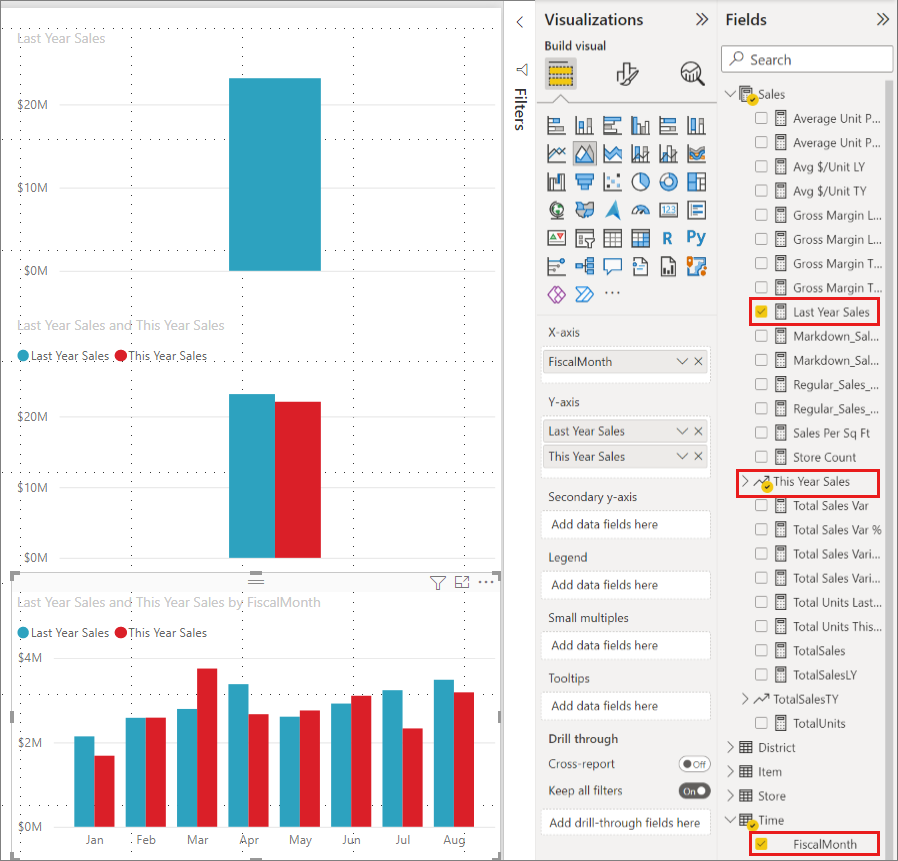 Last Year Sales
$20M
$10M
$0M
Last Year Sales and This Year Sales
Last Year Sales This Year Sales
$20M
$10M
$0M
Last Year Sales and This Year Sales by FiscalMonth
Last Year Sales This Year Sales
$4M
$2M
$0M
Jan Feb Mar Apr May Jun Jul Aug
Filters
Visualizations
Build visual
123
R
Py
X-axis
FiscalMonth
Y-axis
Last Year Sales
This Year Sales
Secondary y-axis
Add data fields here
Legend
Add data fields here
Small multiples
Add data fields here
Tooltips
Add data fields here
Drill through
Cross-report Off
Keep all filters On
Add drill-through fields here
Fields
Search
Sales
Average Unit P...
Average Unit P...
Avg $/Unit LY
Avg $/Unit TY
Gross Margin L...
Gross Margin L...
Gross Margin T...
Gross Margin T...
Last Year Sales
Markdown_Sal...
Markdown_Sal...
Regular_Sales_...
Regular_Sales_...
Sales Per Sq Ft
Store Count
This Year Sales
Total Sales Var
Total Sales Var %
Total Sales Vari...
Total Sales Vari...
Total Units Last...
Total Units This...
TotalSales
TotalSalesLY
TotalSalesTY
TotalUnits
District
Item
Store
Time
FiscalMonth